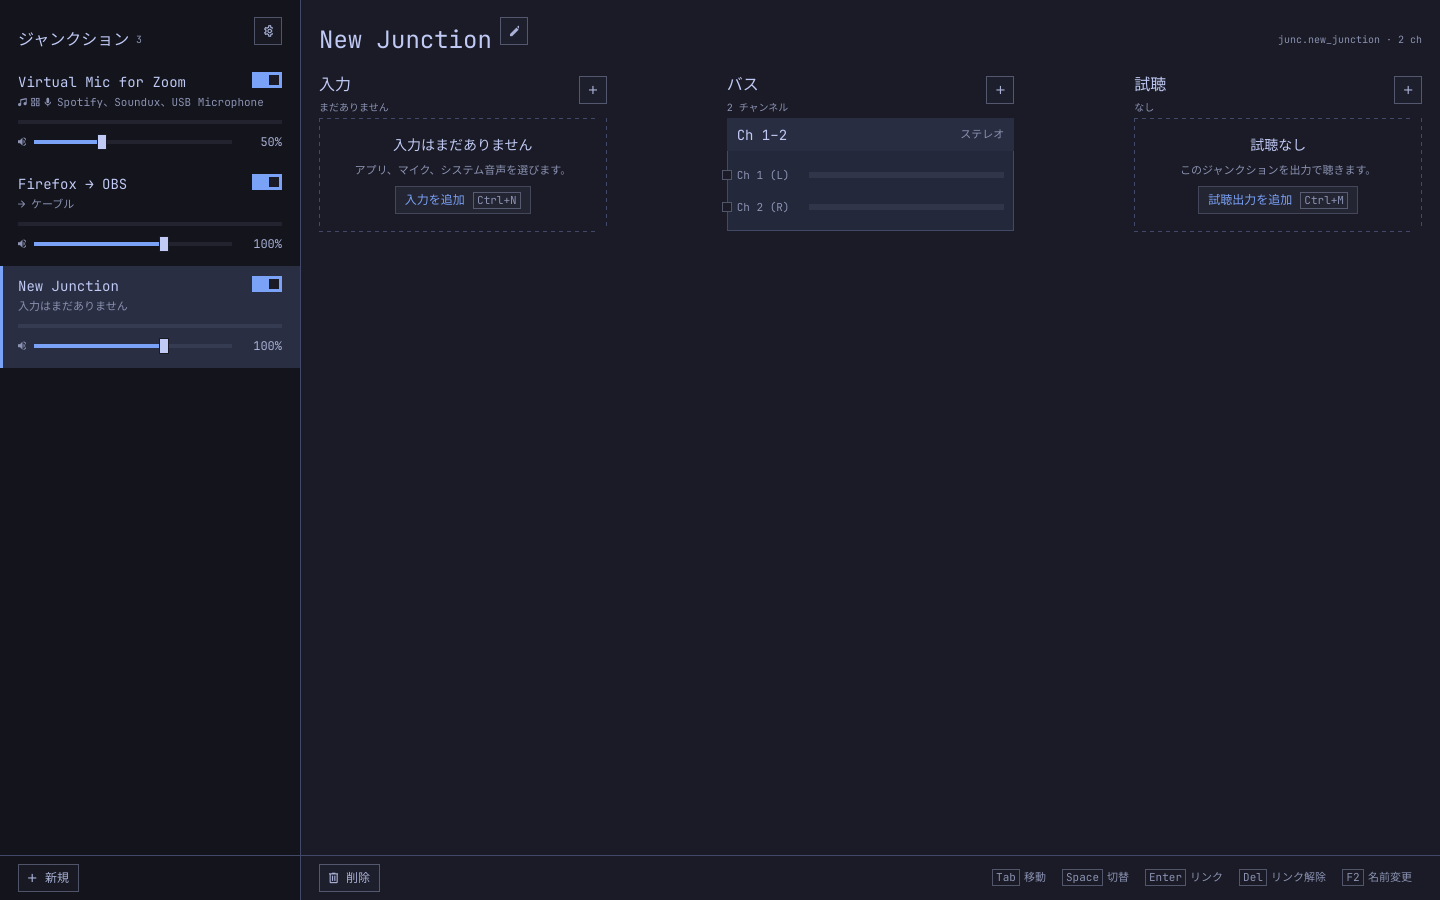 ジャンクション 3
Virtual Mic for Zoom
Spotify、Soundux、USB Microphone
50%
Firefox → OBS
→ ケーブル
100%
New Junction
入力はまだありません
100%
+ 新規
New Junction
junc.new_junction · 2 ch
入力
まだありません
+
入力はまだありません
アプリ、マイク、システム音声を選びます。
入力を追加 Ctrl+N
バス
2 チャンネル
+
Ch 1–2 ステレオ
Ch 1 (L)
Ch 2 (R)
試聴
なし
+
試聴なし
このジャンクションを出力で聴きます。
試聴出力を追加 Ctrl+M
削除
Tab 移動 Space 切替 Enter リンク Del リンク解除 F2 名前変更